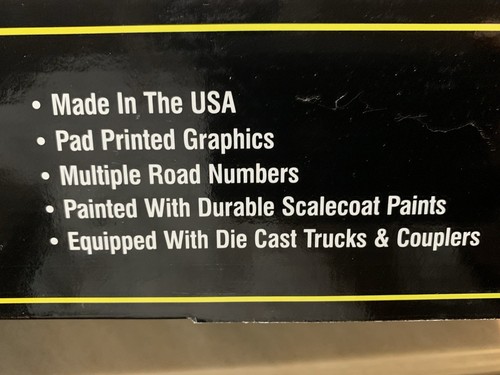 • Made In The USA
• Pad Printed Graphics
• Multiple Road Numbers
• Painted With Durable Scalecoat Paints
• Equipped With Die Cast Trucks & Couplers